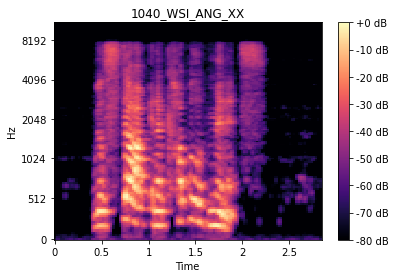 1040_WSI_ANG_XX
+0 dB
8192
-10 dB
4096
-20 dB
-30 dB
2048
Hz
-40 dB
1024
-50 dB
512
-60 dB
-70 dB
0
-80 dB
0 0.5 1 1.5 2 2.5
Time